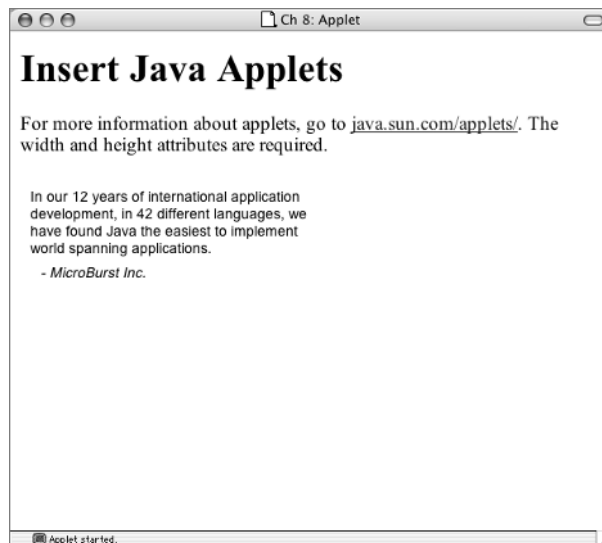 Ch 8: Applet
Insert Java Applets
For more information about applets, go to java.sun.com/applets/. The
width and height attributes are required.
In our 12 years of international application
development, in 42 different languages, we
have found Java the easiest to implement
world spanning applications.
- MicroBurst Inc.
Applet started.